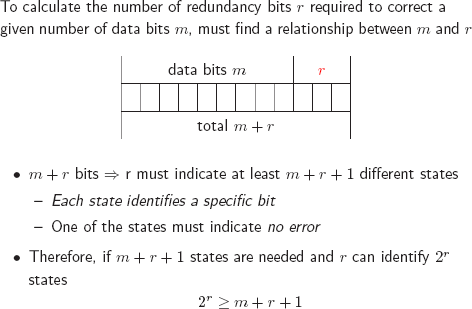 To calculate the number of redundancy bits r required to correct a
given number of data bits m, must find a relationship between m and r
data bits m r
total m + r
• m + r bits ⇒ r must indicate at least m + r + 1 different states
– Each state identifies a specific bit
– One of the states must indicate no error
• Therefore, if m + r + 1 states are needed and r can identify 2^r
states
2^r ≥ m + r + 1